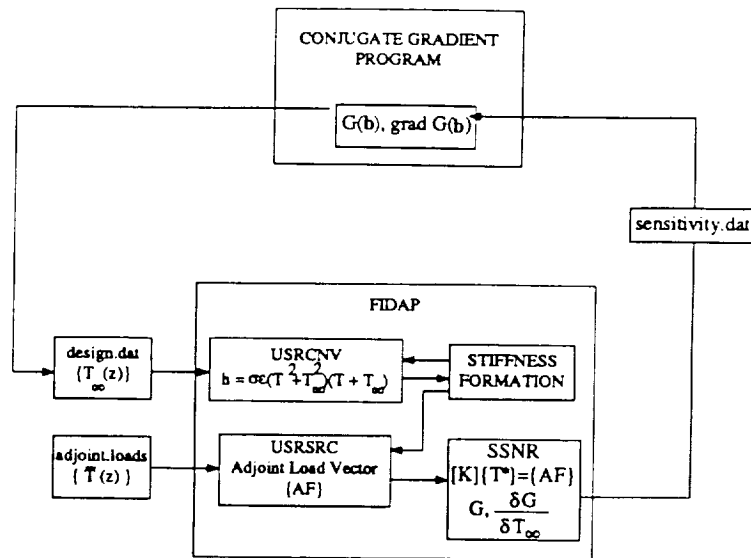 CONJUGATE GRADIENT
PROGRAM
G(b), grad G(b)
sensitivity.dat
FIDAP
design.dat
{T∞(z)}
USRCNV
h = σε(T²+T∞²)(T + T∞)
STIFFNESS
FORMATION
adjoint.loads
{ T̄(z) }
USRSRC
Adjoint Load Vector
{AF}
SSNR
[K]{T*}={AF}
G, δG
δT∞